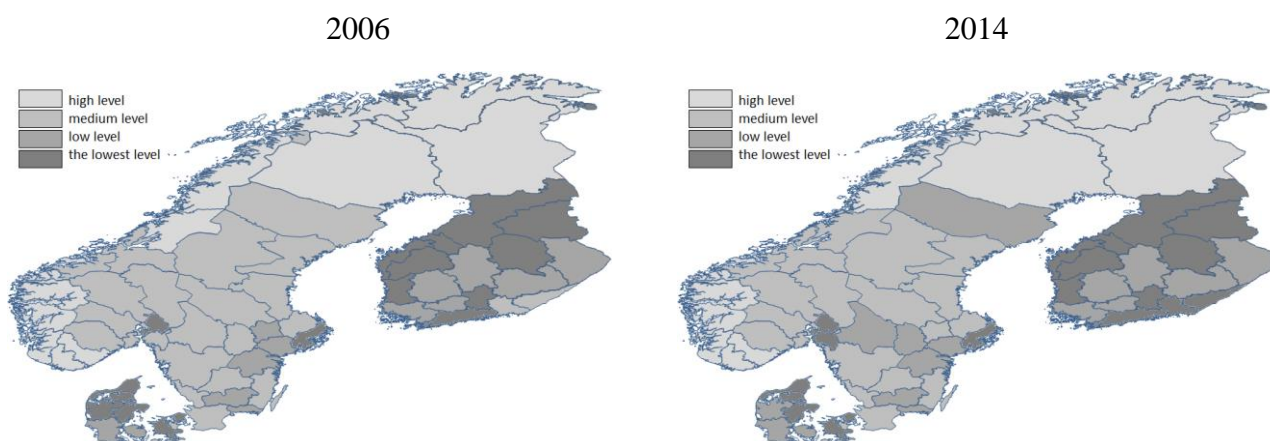 2006
2014
high level
medium level
low level
the lowest level
high level
medium level
low level
the lowest level